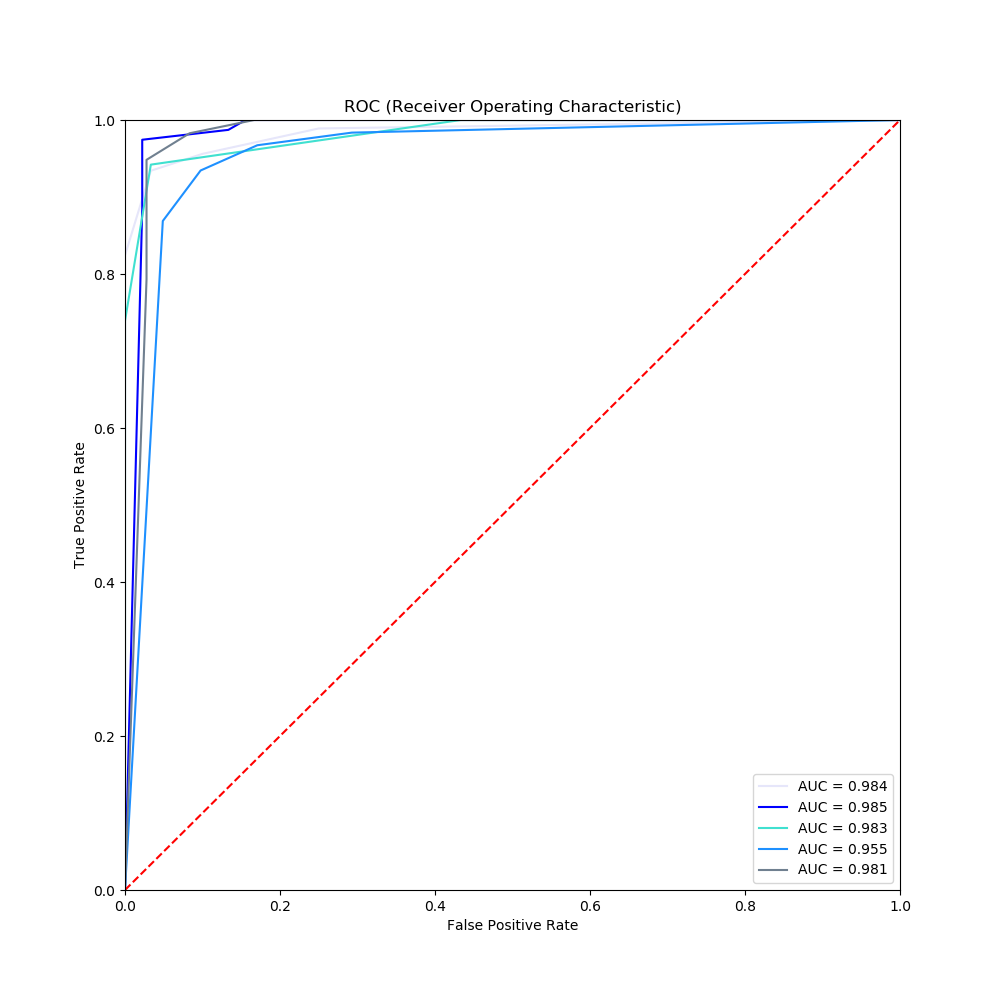 ROC (Receiver Operating Characteristic)
1.0
0.8
0.6
0.4
0.2
0.0
True Positive Rate
0.0 0.2 0.4 0.6 0.8 1.0
False Positive Rate
AUC = 0.984
AUC = 0.985
AUC = 0.983
AUC = 0.955
AUC = 0.981